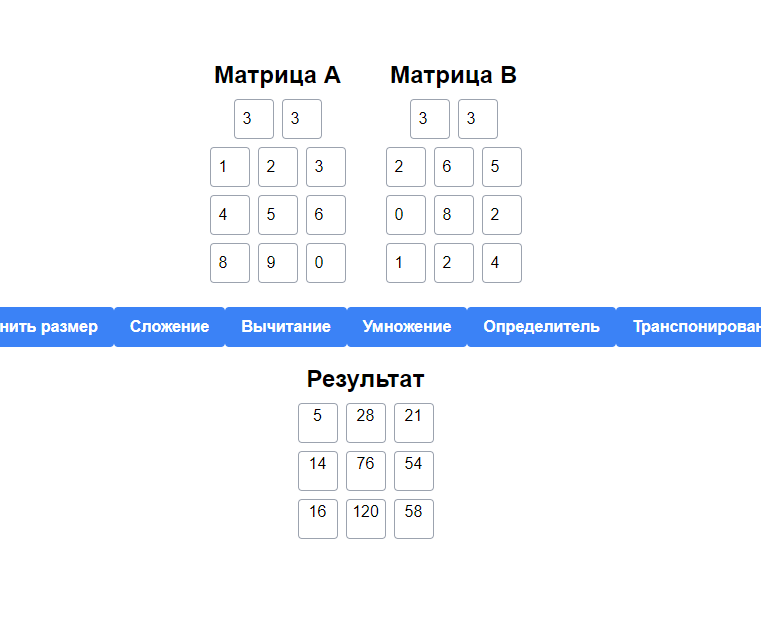 Матрица A Матрица B
3 3 3 3
1 2 3 2 6 5
4 5 6 0 8 2
8 9 0 1 2 4
нить размер Сложение Вычитание Умножение Определитель Транспонирован
Результат
5 28 21
14 76 54
16 120 58